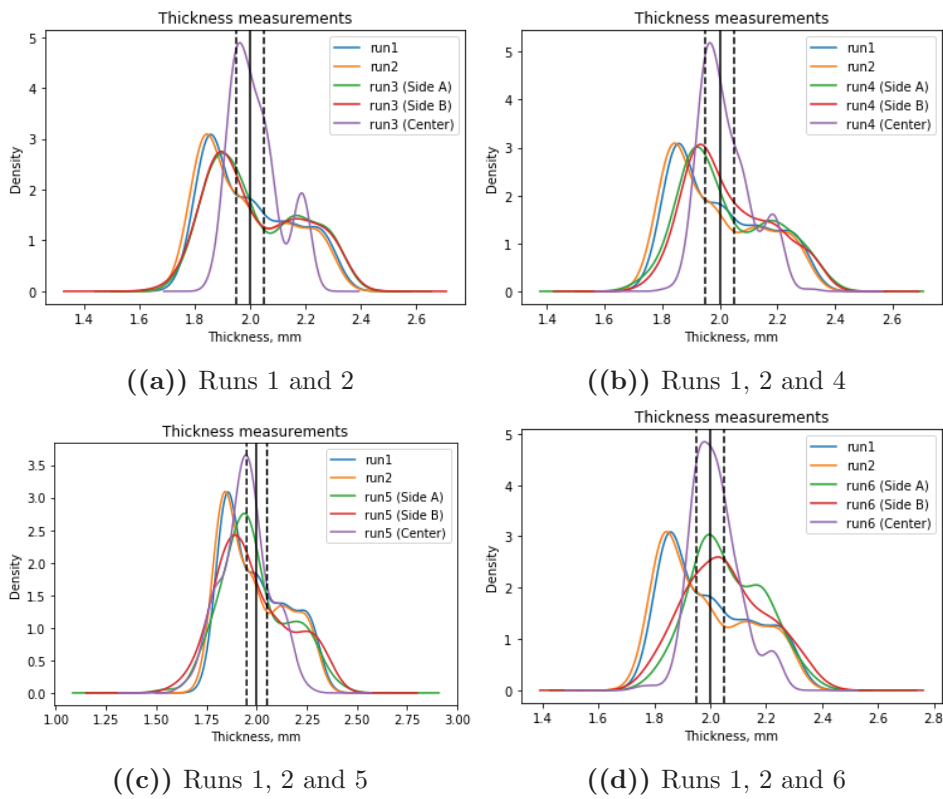 Thickness measurements
5
4
3
2
1
0
Density
run1
run2
run3 (Side A)
run3 (Side B)
run3 (Center)
1.4 1.6 1.8 2.0 2.2 2.4 2.6
Thickness, mm
((a)) Runs 1 and 2
Thickness measurements
5
4
3
2
1
0
Density
run1
run2
run4 (Side A)
run4 (Side B)
run4 (Center)
1.4 1.6 1.8 2.0 2.2 2.4 2.6
Thickness, mm
((b)) Runs 1, 2 and 4
Thickness measurements
3.5
3.0
2.5
2.0
1.5
1.0
0.5
0.0
Density
run1
run2
run5 (Side A)
run5 (Side B)
run5 (Center)
1.00 1.25 1.50 1.75 2.00 2.25 2.50 2.75 3.00
Thickness, mm
((c)) Runs 1, 2 and 5
Thickness measurements
5
4
3
2
1
0
Density
run1
run2
run6 (Side A)
run6 (Side B)
run6 (Center)
1.4 1.6 1.8 2.0 2.2 2.4 2.6 2.8
Thickness, mm
((d)) Runs 1, 2 and 6